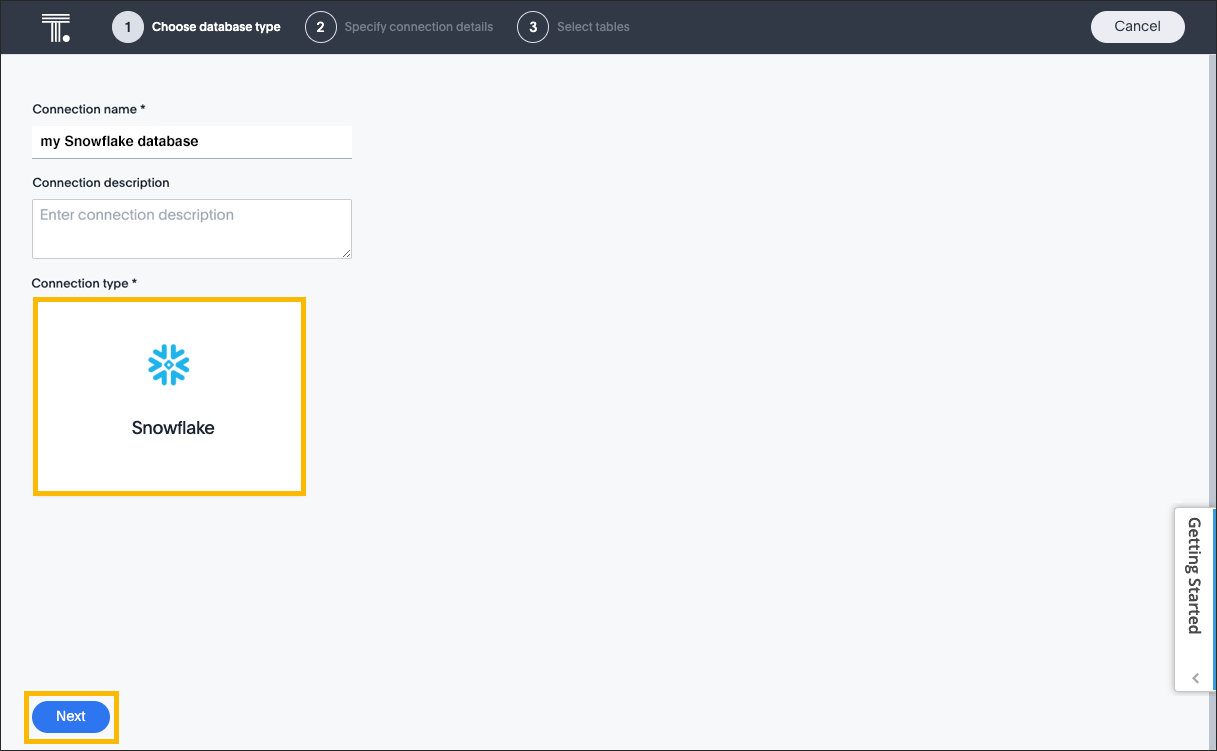 T.
1 Choose database type 2 Specify connection details 3 Select tables Cancel
Connection name *
my Snowflake database
Connection description
Enter connection description
Connection type *
Snowflake
Getting Started
Next